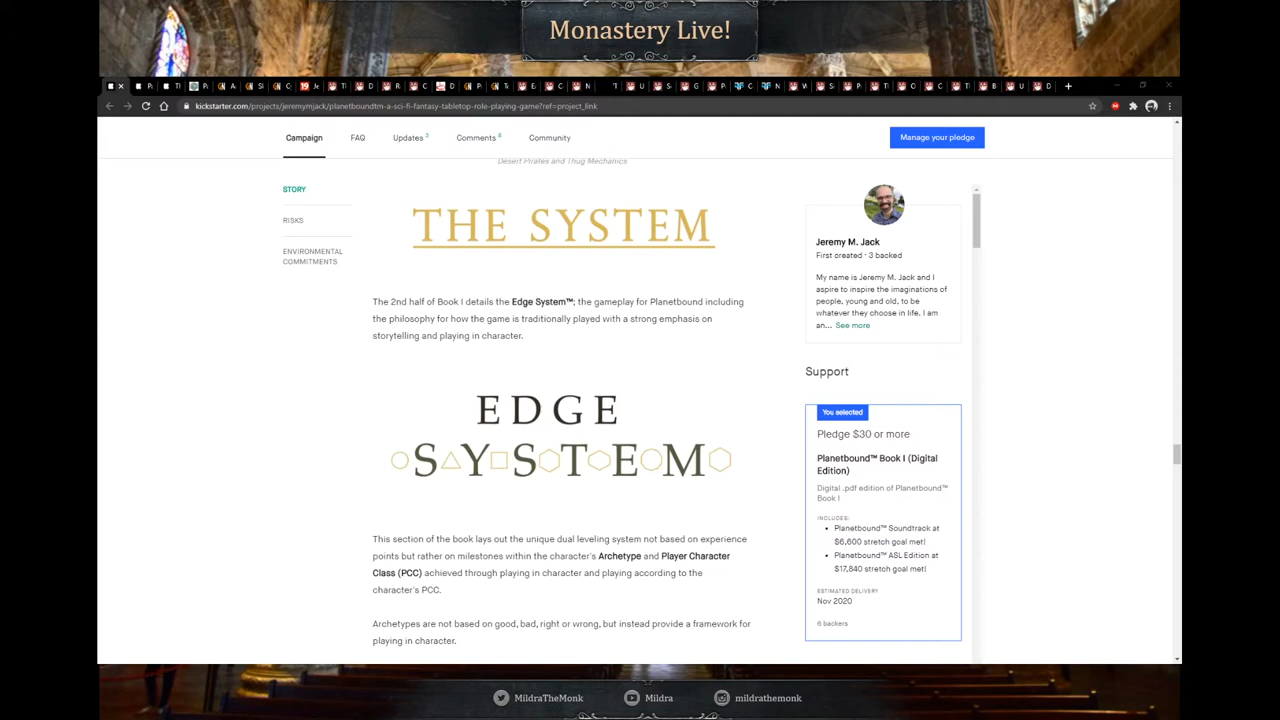 Monastery Live!
kickstarter.com/projects/jeremymjack/planetboundtm-a-sci-fi-fantasy-tabletop-role-playing-game?ref=project_link
Campaign
FAQ
Updates 3
Comments 6
Community
Manage your pledge
Desert Pirates and Thug Mechanics
STORY
RISKS
ENVIRONMENTAL
COMMITMENTS
THE SYSTEM
The 2nd half of Book I details the Edge System™; the gameplay for Planetbound including
the philosophy for how the game is traditionally played with a strong emphasis on
storytelling and playing in character.
EDGE
SYSTEM
This section of the book lays out the unique dual leveling system not based on experience
points but rather on milestones within the character's Archetype and Player Character
Class (PCC) achieved through playing in character and playing according to the
character's PCC.
Archetypes are not based on good, bad, right or wrong, but instead provide a framework for
playing in character.
Jeremy M. Jack
First created · 3 backed
My name is Jeremy M. Jack and I
aspire to inspire the imaginations of
people, young and old, to be
whatever they choose in life. I am
an... See more
Support
You selected
Pledge $30 or more
Planetbound™ Book I (Digital
Edition)
Digital .pdf edition of Planetbound™
Book I
INCLUDES:
• Planetbound™ Soundtrack at
$6,600 stretch goal met!
• Planetbound™ ASL Edition at
$17,840 stretch goal met!
ESTIMATED DELIVERY
Nov 2020
6 backers
MildraTheMonk
Mildra
mildrathemonk